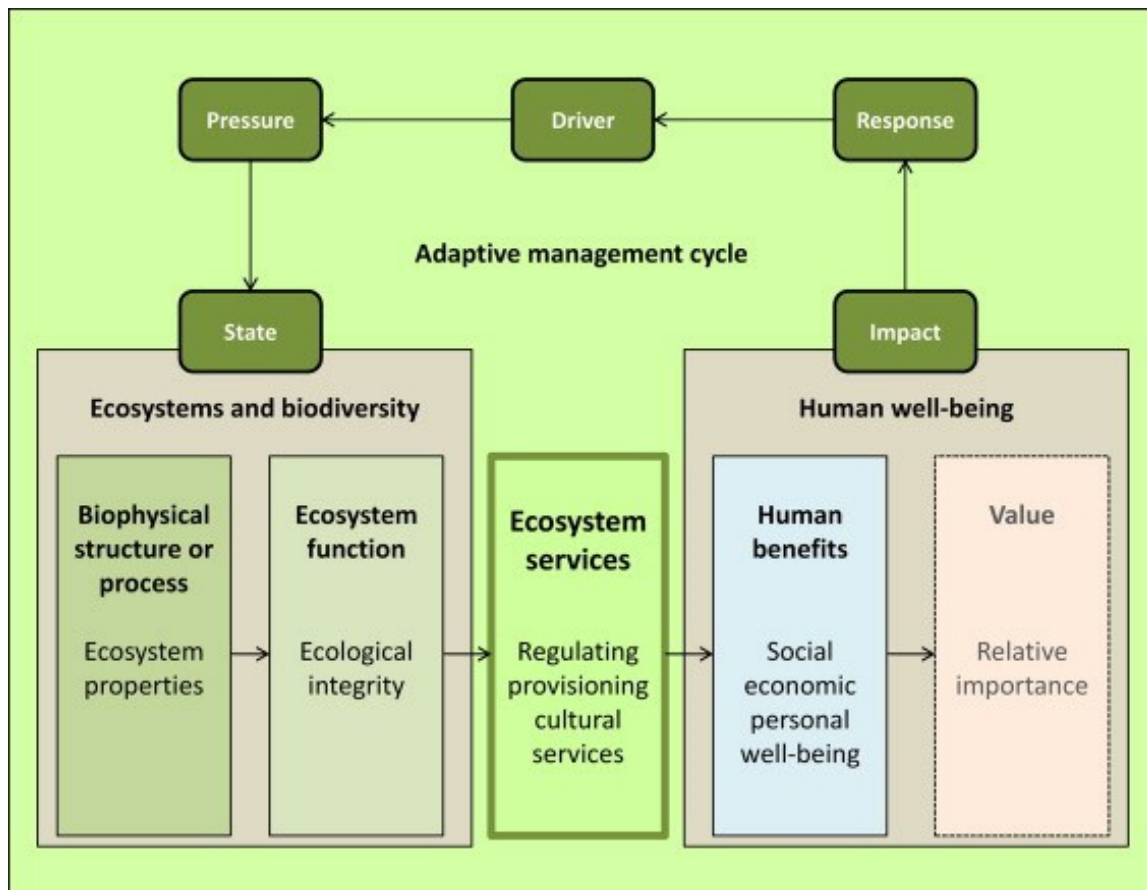 Pressure
Driver
Response
Adaptive management cycle
State
Impact
Ecosystems and biodiversity
Human well-being
Biophysical
structure or
process
Ecosystem
properties
Ecosystem
function
Ecological
integrity
Ecosystem
services
Regulating
provisioning
cultural
services
Human
benefits
Social
economic
personal
well-being
Value
Relative
importance